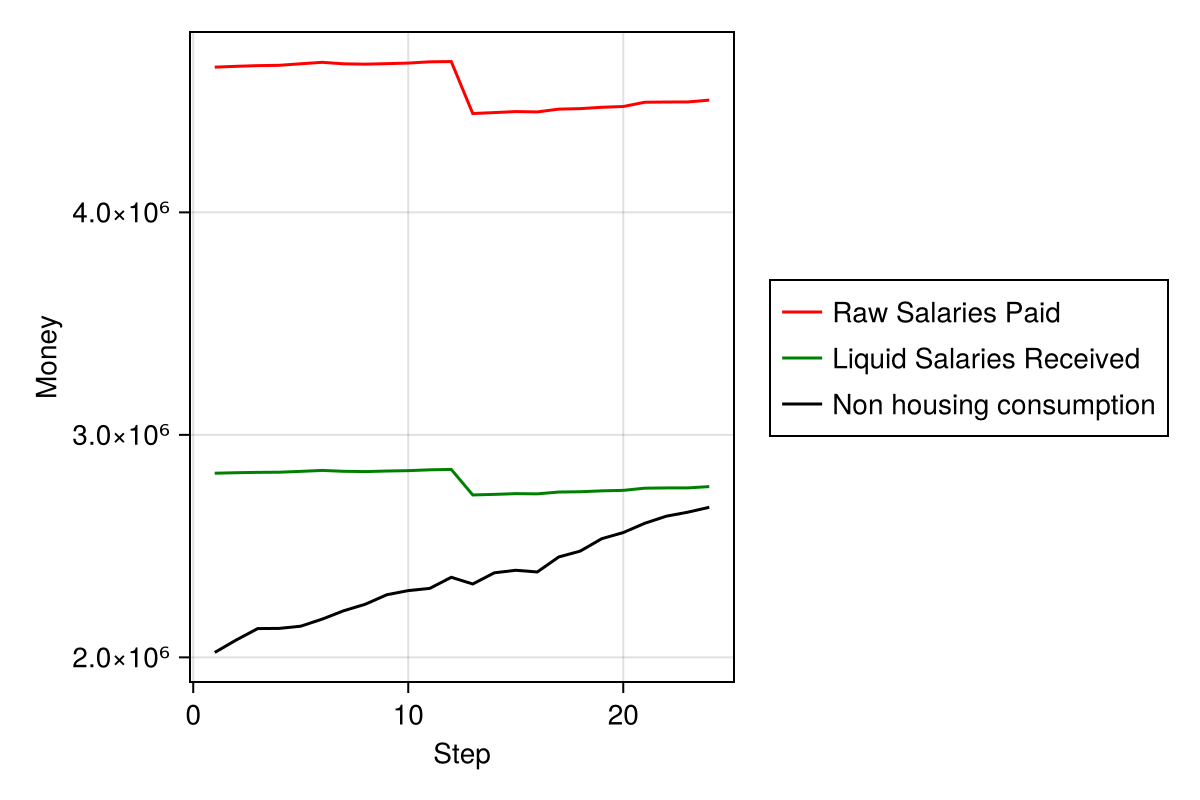 4.0×10⁶
3.0×10⁶
2.0×10⁶
Money
0 10 20
Step
Raw Salaries Paid
Liquid Salaries Received
Non housing consumption